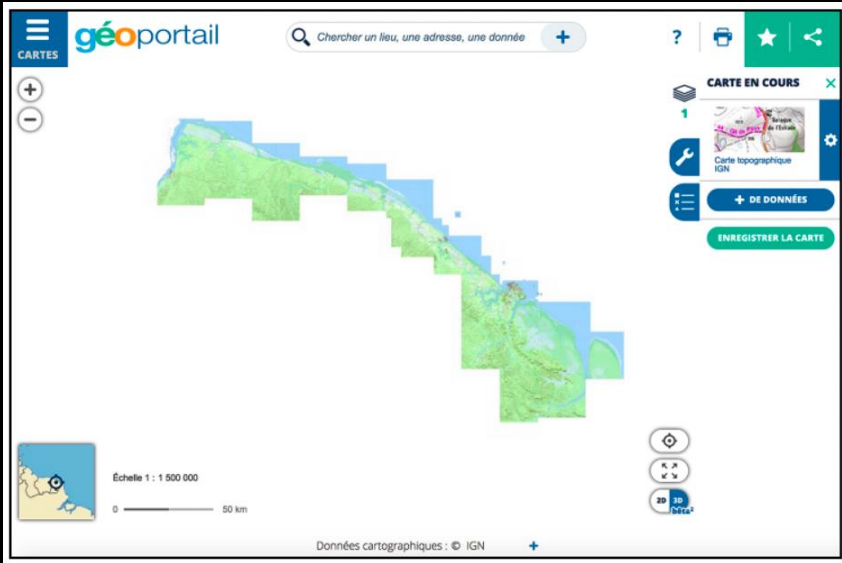 CARTES
géoportail
Chercher un lieu, une adresse, une donnée
+
?
CARTE EN COURS
×
1
Carte topographique
IGN
+ DE DONNÉES
ENREGISTRER LA CARTE
+
−
Échelle 1 : 1 500 000
0 50 km
2D 3D
bêta
Données cartographiques : © IGN +